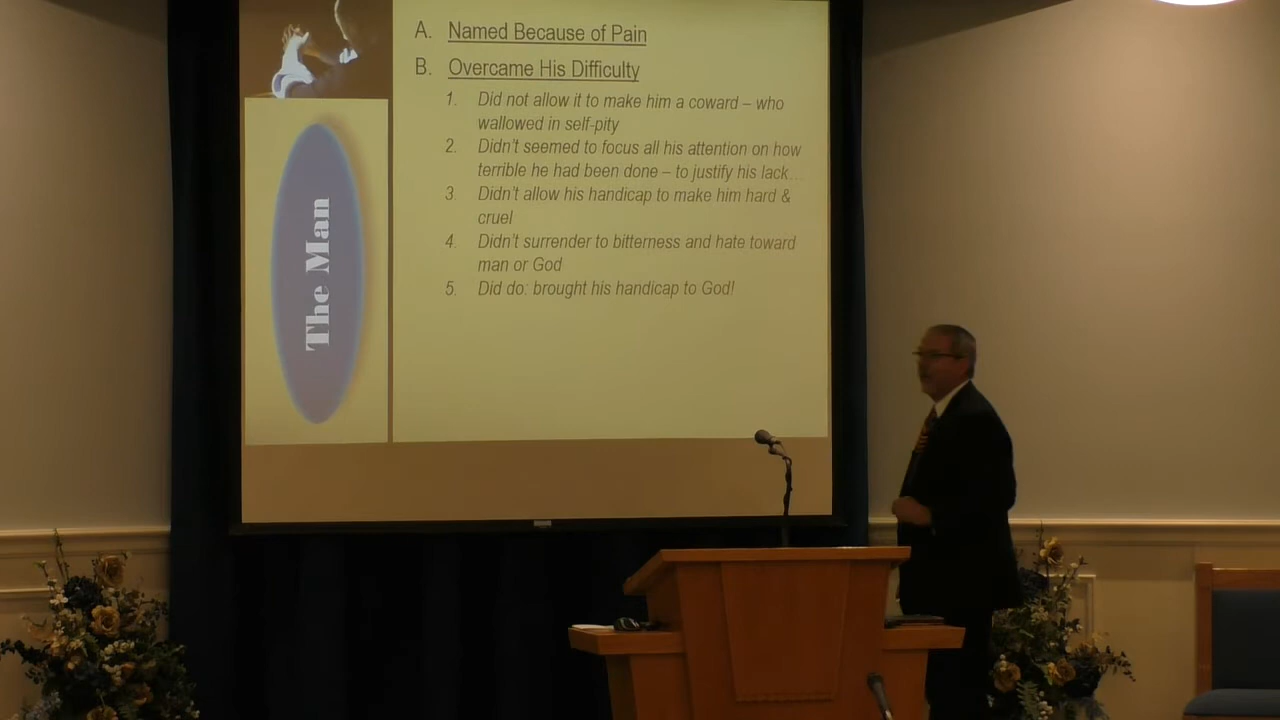 A. Named Because of Pain
B. Overcame His Difficulty
1. Did not allow it to make him a coward – who
wallowed in self-pity
2. Didn't seemed to focus all his attention on how
terrible he had been done – to justify his lack...
3. Didn't allow his handicap to make him hard &
cruel
4. Didn't surrender to bitterness and hate toward
man or God
5. Did do: brought his handicap to God!
The Man